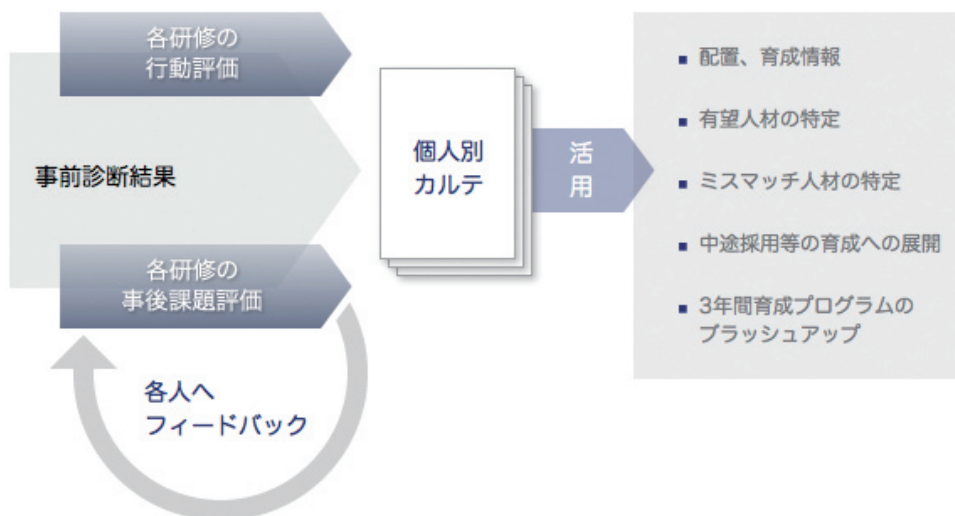 各研修の
行動評価
事前診断結果
各研修の
事後課題評価
各人へ
フィードバック
個人別
カルテ
活
用
■ 配置、育成情報
■ 有望人材の特定
■ ミスマッチ人材の特定
■ 中途採用等の育成への展開
■ 3年間育成プログラムの
ブラッシュアップ